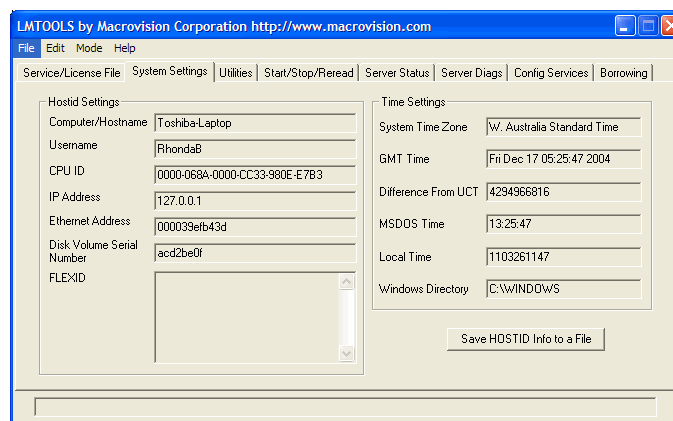 LMTOOLS by Macrovision Corporation http://www.macrovision.com
File Edit Mode Help
Service/License File System Settings Utilities Start/Stop/Reread Server Status Server Diags Config Services Borrowing
Hostid Settings
Computer/Hostname Toshiba-Laptop
Username RhondaB
CPU ID 0000-068A-0000-CC33-980E-E7B3
IP Address 127.0.0.1
Ethernet Address 000039efb43d
Disk Volume Serial
Number acd2be0f
FLEXID
Time Settings
System Time Zone W. Australia Standard Time
GMT Time Fri Dec 17 05:25:47 2004
Difference From UCT 4294966816
MSDOS Time 13:25:47
Local Time 1103261147
Windows Directory C:\WINDOWS
Save HOSTID Info to a File